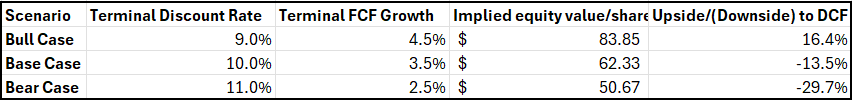 Scenario Terminal Discount Rate Terminal FCF Growth Implied equity value/share Upside/(Downside) to DCF
Bull Case 9.0% 4.5% $ 83.85 16.4%
Base Case 10.0% 3.5% $ 62.33 -13.5%
Bear Case 11.0% 2.5% $ 50.67 -29.7%